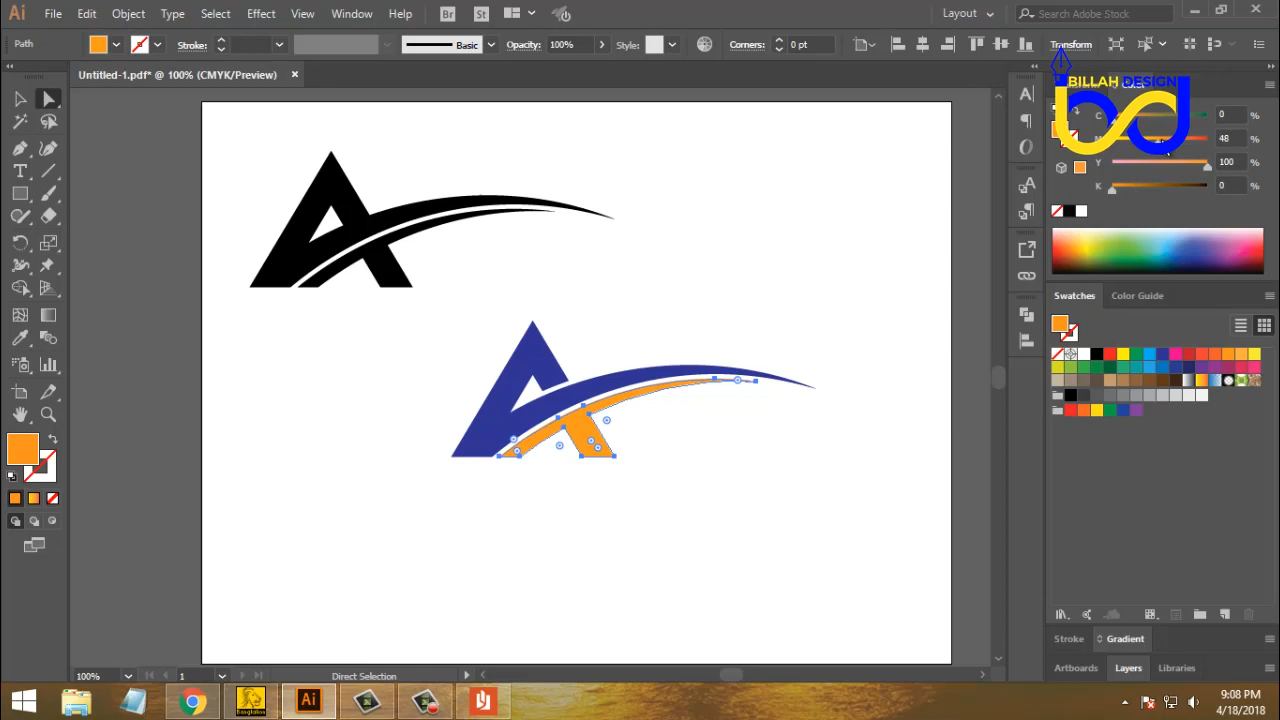 Ai File Edit Object Type Select Effect View Window Help Br St Layout Search Adobe Stock
Path Stroke: Basic Opacity: 100% Style: Corners: 0 pt Transform
Untitled-1.pdf* @ 100% (CMYK/Preview)
BILLAH DESIGN
C 0 %
48 %
Y 100 %
K 0 %
Swatches Color Guide
Stroke Gradient
Artboards Layers Libraries
100% 1 Direct Selection
Ai
9:08 PM
4/18/2018